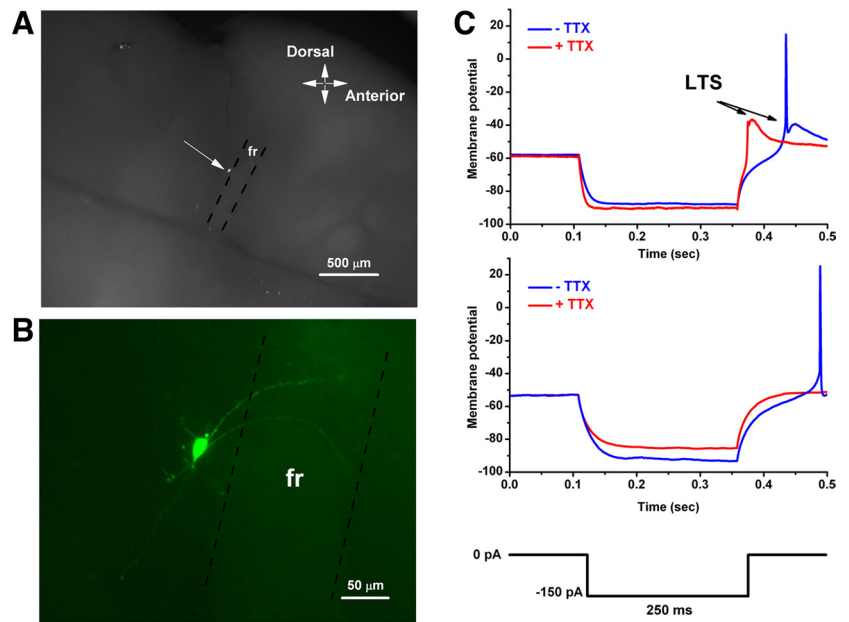 A
Dorsal
Anterior
fr
500 µm
B
fr
50 µm
C
- TTX
+ TTX
LTS
Membrane potential
20
0
-20
-40
-60
-80
-100
0.0 0.1 0.2 0.3 0.4 0.5
Time (sec)
- TTX
+ TTX
Membrane potential
20
0
-20
-40
-60
-80
-100
0.0 0.1 0.2 0.3 0.4 0.5
Time (sec)
0 pA
-150 pA
250 ms